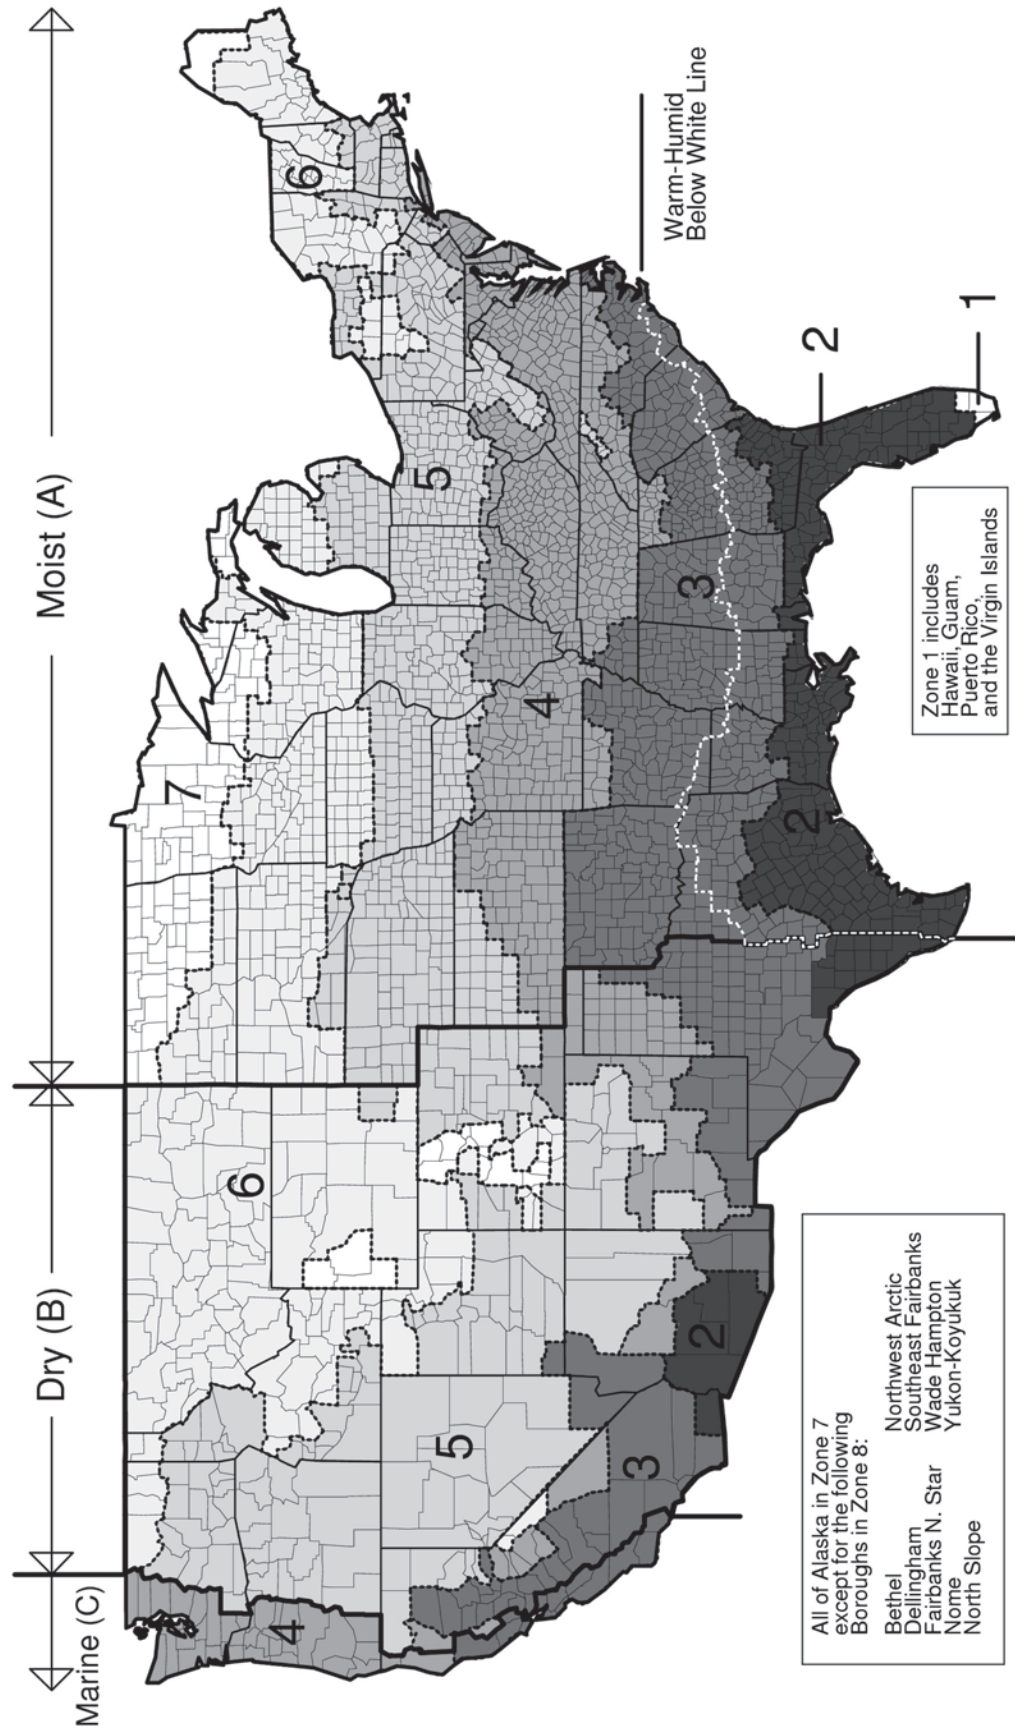 Marine (C)
Dry (B)
Moist (A)
4
5
3
2
6
7
4
5
6
3
2
2
1
Warm-Humid
Below White Line
All of Alaska in Zone 7
except for the following
Boroughs in Zone 8:
Bethel
Dellingham
Fairbanks N. Star
Nome
North Slope
Northwest Arctic
Southeast Fairbanks
Wade Hampton
Yukon-Koyukuk
Zone 1 includes
Hawaii, Guam,
Puerto Rico,
and the Virgin Islands